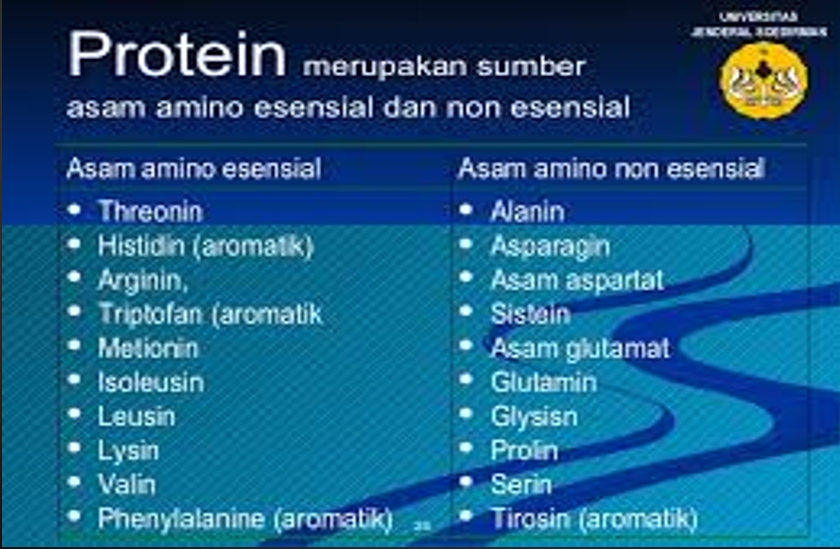 UNIVERSITAS
JENDERAL SOEDIRMAN
Protein merupakan sumber
asam amino esensial dan non esensial
Asam amino esensial
Threonin
Histidin (aromatik)
Arginin,
Triptofan (aromatik
Metionin
Isoleusin
Leusin
Lysin
Valin
Phenylalanine (aromatik)
Asam amino non esensial
Alanin
Asparagin
Asam aspartat
Sistein
Asam glutamat
Glutamin
Glysisn
Prolin
Serin
Tirosin (aromatik)